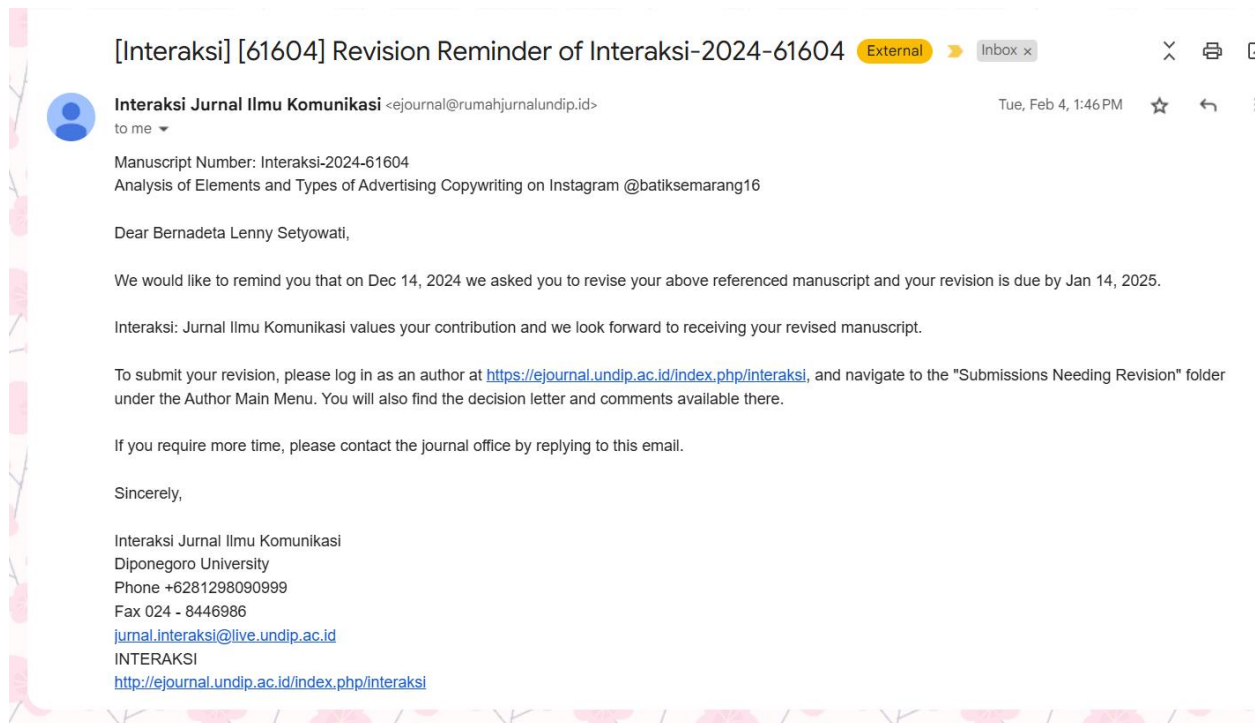 [Interaksi] [61604] Revision Reminder of Interaksi-2024-61604 External Inbox x
Interaksi Jurnal Ilmu Komunikasi <ejournal@rumahjurnalundip.id> Tue, Feb 4, 1:46 PM
to me
Manuscript Number: Interaksi-2024-61604
Analysis of Elements and Types of Advertising Copywriting on Instagram @batiksemarang16
Dear Bernadeta Lenny Setyowati,
We would like to remind you that on Dec 14, 2024 we asked you to revise your above referenced manuscript and your revision is due by Jan 14, 2025.
Interaksi: Jurnal Ilmu Komunikasi values your contribution and we look forward to receiving your revised manuscript.
To submit your revision, please log in as an author at https://ejournal.undip.ac.id/index.php/interaksi, and navigate to the "Submissions Needing Revision" folder
under the Author Main Menu. You will also find the decision letter and comments available there.
If you require more time, please contact the journal office by replying to this email.
Sincerely,
Interaksi Jurnal Ilmu Komunikasi
Diponegoro University
Phone +6281298090999
Fax 024 - 8446986
jurnal.interaksi@live.undip.ac.id
INTERAKSI
http://ejournal.undip.ac.id/index.php/interaksi